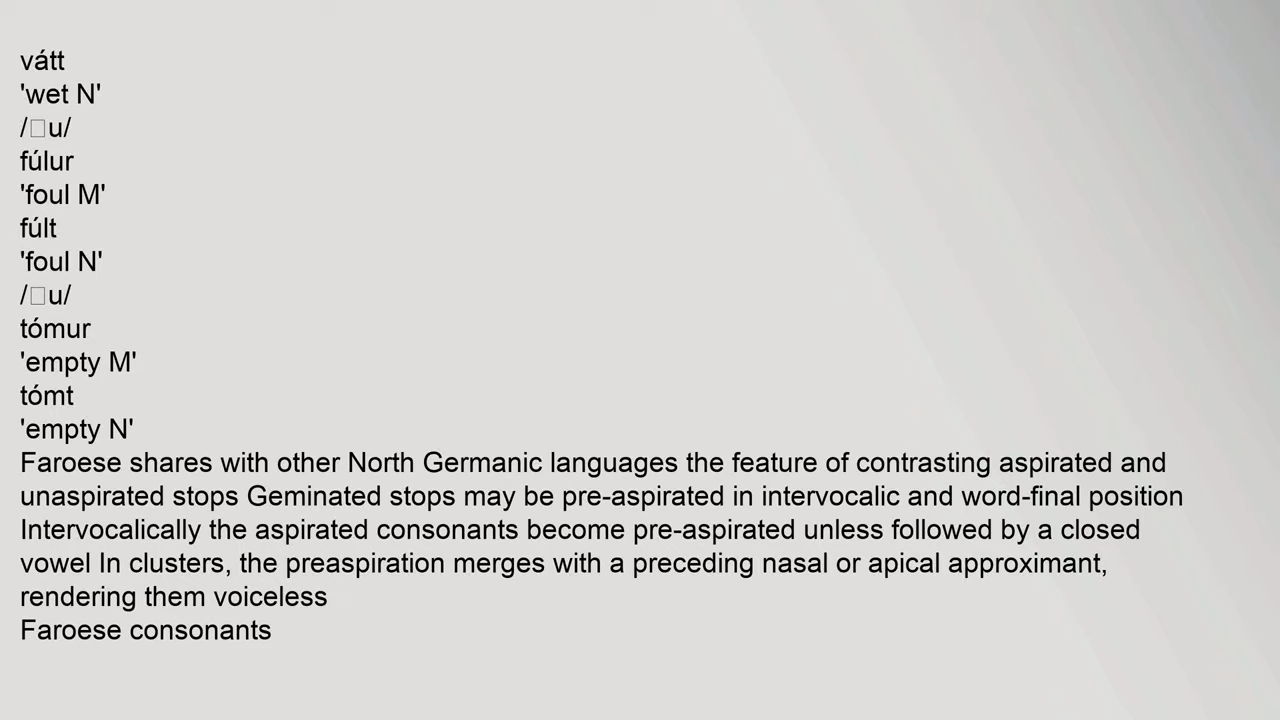 vátt
'wet N'
/□u/
fúlur
'foul M'
fúlt
'foul N'
/□u/
tómur
'empty M'
tómt
'empty N'
Faroese shares with other North Germanic languages the feature of contrasting aspirated and
unaspirated stops Geminated stops may be pre-aspirated in intervocalic and word-final position
Intervocalically the aspirated consonants become pre-aspirated unless followed by a closed
vowel In clusters, the preaspiration merges with a preceding nasal or apical approximant,
rendering them voiceless
Faroese consonants